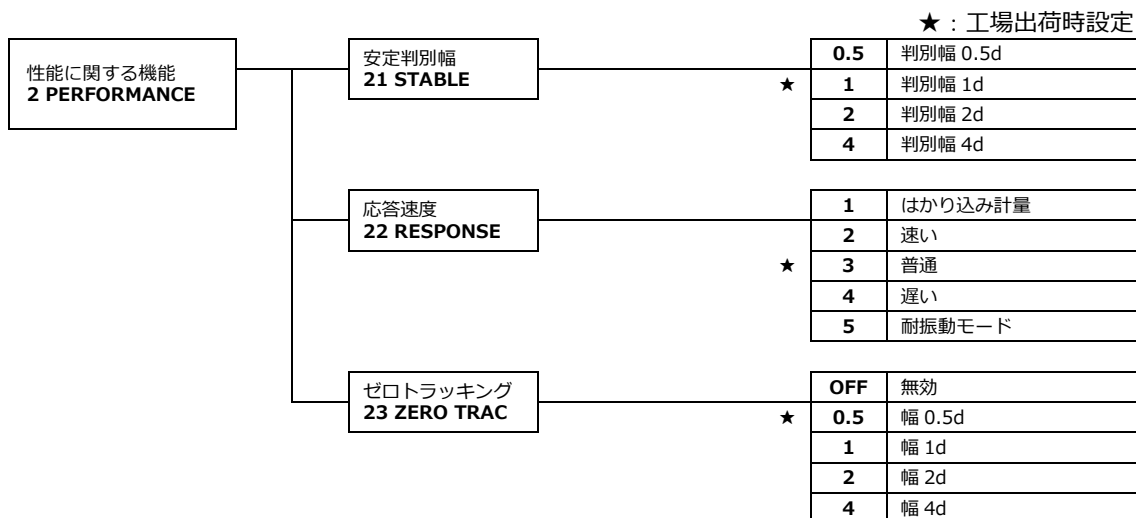 ★：工場出荷時設定
性能に関する機能
2 PERFORMANCE
安定判別幅
21 STABLE
0.5 判別幅 0.5d
★ 1 判別幅 1d
2 判別幅 2d
4 判別幅 4d
応答速度
22 RESPONSE
1 はかり込み計量
2 速い
★ 3 普通
4 遅い
5 耐振動モード
ゼロトラッキング
23 ZERO TRAC
OFF 無効
★ 0.5 幅 0.5d
1 幅 1d
2 幅 2d
4 幅 4d